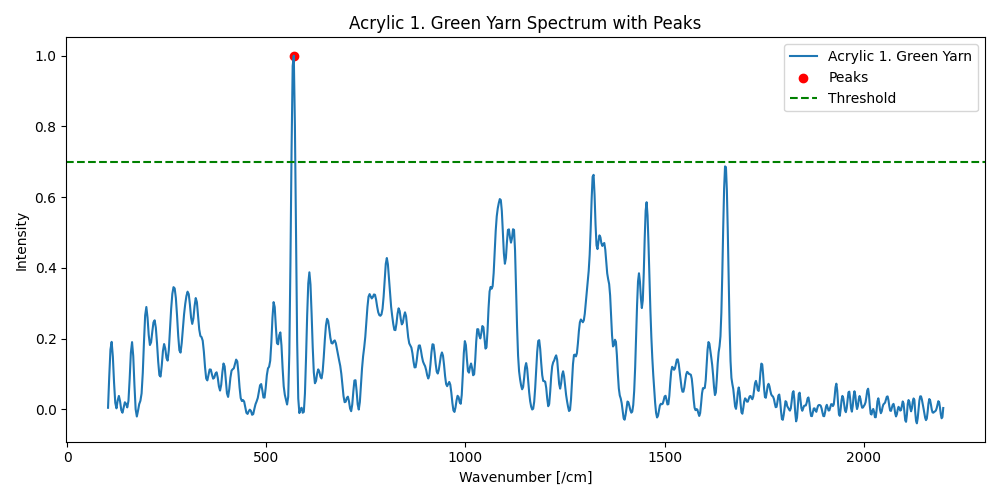 Acrylic 1. Green Yarn Spectrum with Peaks
Acrylic 1. Green Yarn
Peaks
Threshold
Intensity
1.0
0.8
0.6
0.4
0.2
0.0
0 500 1000 1500 2000
Wavenumber [/cm]